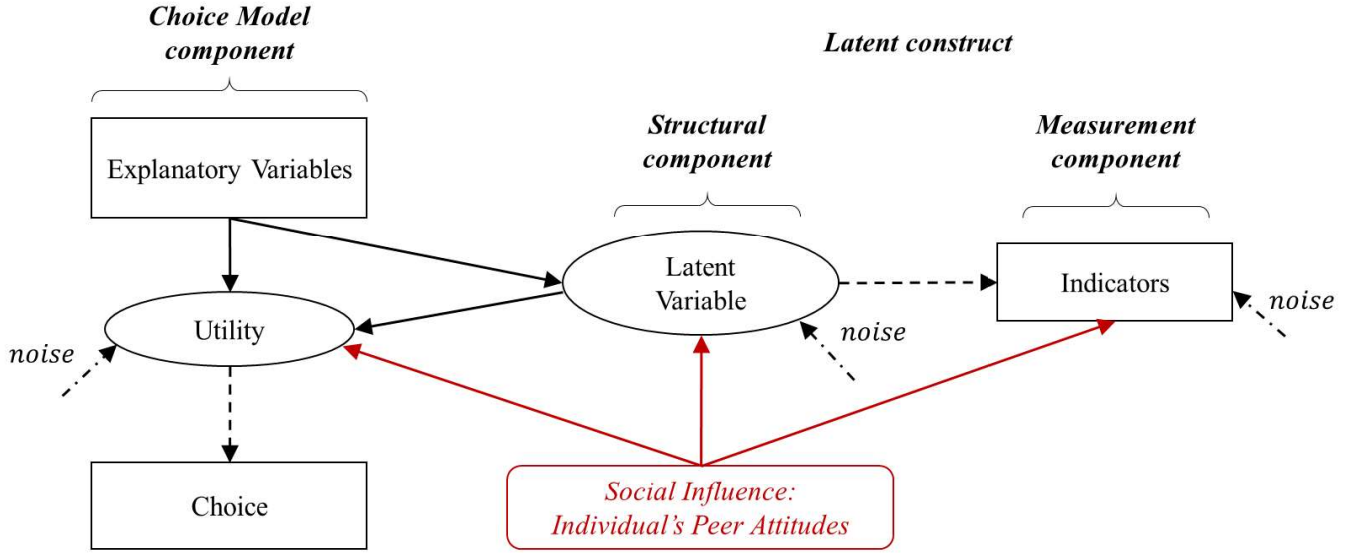 Choice Model
component
Latent construct
Structural
component
Measurement
component
Explanatory Variables
Latent
Variable
Indicators
noise
noise
Utility
noise
Choice
Social Influence:
Individual's Peer Attitudes